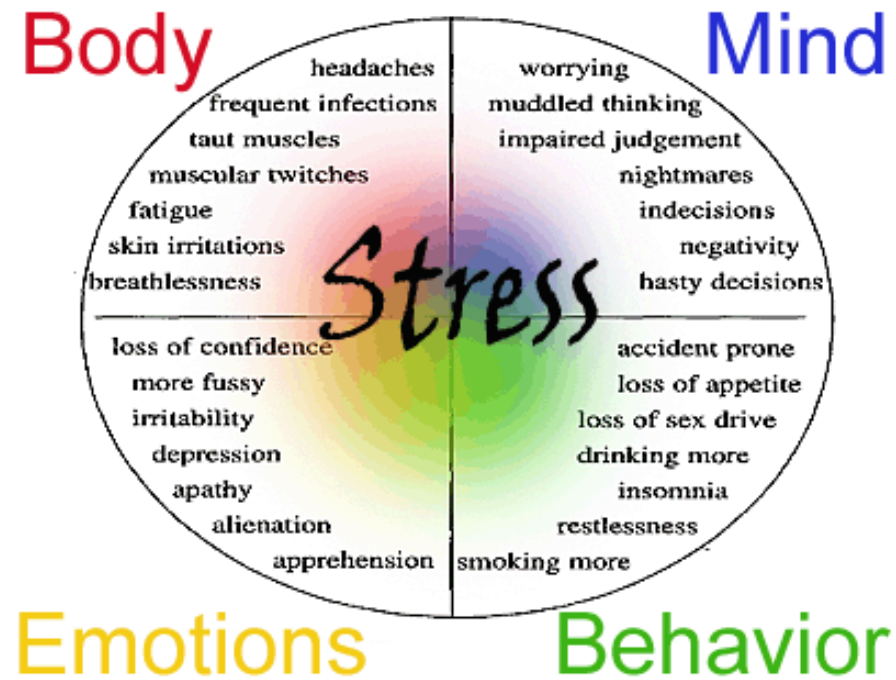 Body
headaches
frequent infections
taut muscles
muscular twitches
fatigue
skin irritations
breathlessness
Mind
worrying
muddled thinking
impaired judgement
nightmares
indecisions
negativity
hasty decisions
Stress
loss of confidence
more fussy
irritability
depression
apathy
alienation
apprehension
Emotions
accident prone
loss of appetite
loss of sex drive
drinking more
insomnia
restlessness
smoking more
Behavior